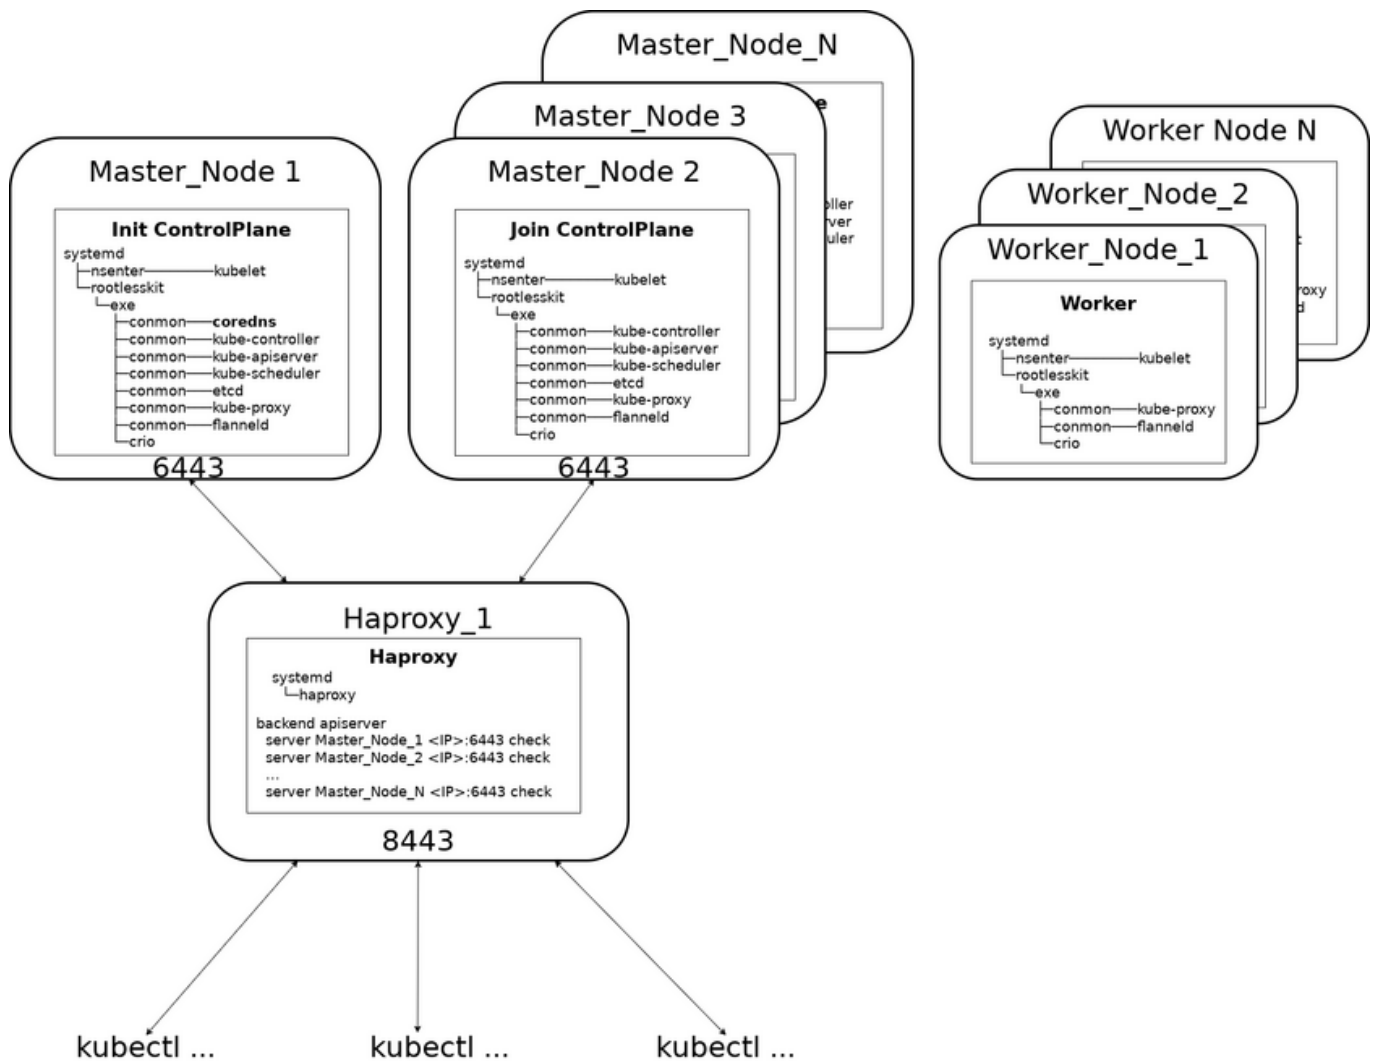 Master_Node_N
Master_Node 3
Master_Node 1
Init ControlPlane
systemd
├─nsenter────────kubelet
└─rootlesskit
└─exe
├─conmon───coredns
├─conmon───kube-controller
├─conmon───kube-apiserver
├─conmon───kube-scheduler
├─conmon───etcd
├─conmon───kube-proxy
├─conmon───flanneld
└─crio
6443
Master_Node 2
Join ControlPlane
systemd
├─nsenter────────kubelet
└─rootlesskit
└─exe
├─conmon───kube-controller
├─conmon───kube-apiserver
├─conmon───kube-scheduler
├─conmon───etcd
├─conmon───kube-proxy
├─conmon───flanneld
└─crio
6443
Worker Node N
Worker_Node_2
Worker_Node_1
Worker
systemd
├─nsenter────────kubelet
└─rootlesskit
└─exe
├─conmon───kube-proxy
├─conmon───flanneld
└─crio
Haproxy_1
Haproxy
systemd
└─haproxy
backend apiserver
server Master_Node_1 <IP>:6443 check
server Master_Node_2 <IP>:6443 check
...
server Master_Node_N <IP>:6443 check
8443
kubectl ...
kubectl ...
kubectl ...